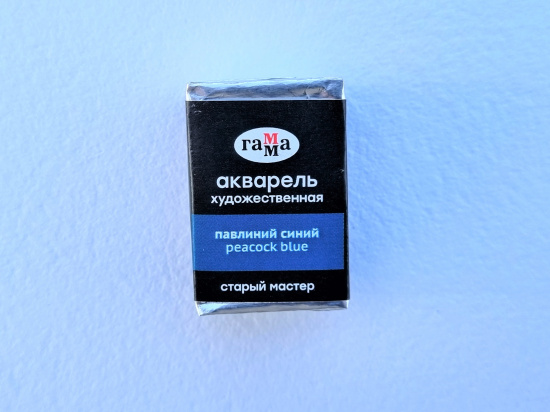 гамма
акварель
художественная
павлиний синий
peacock blue
старый мастер